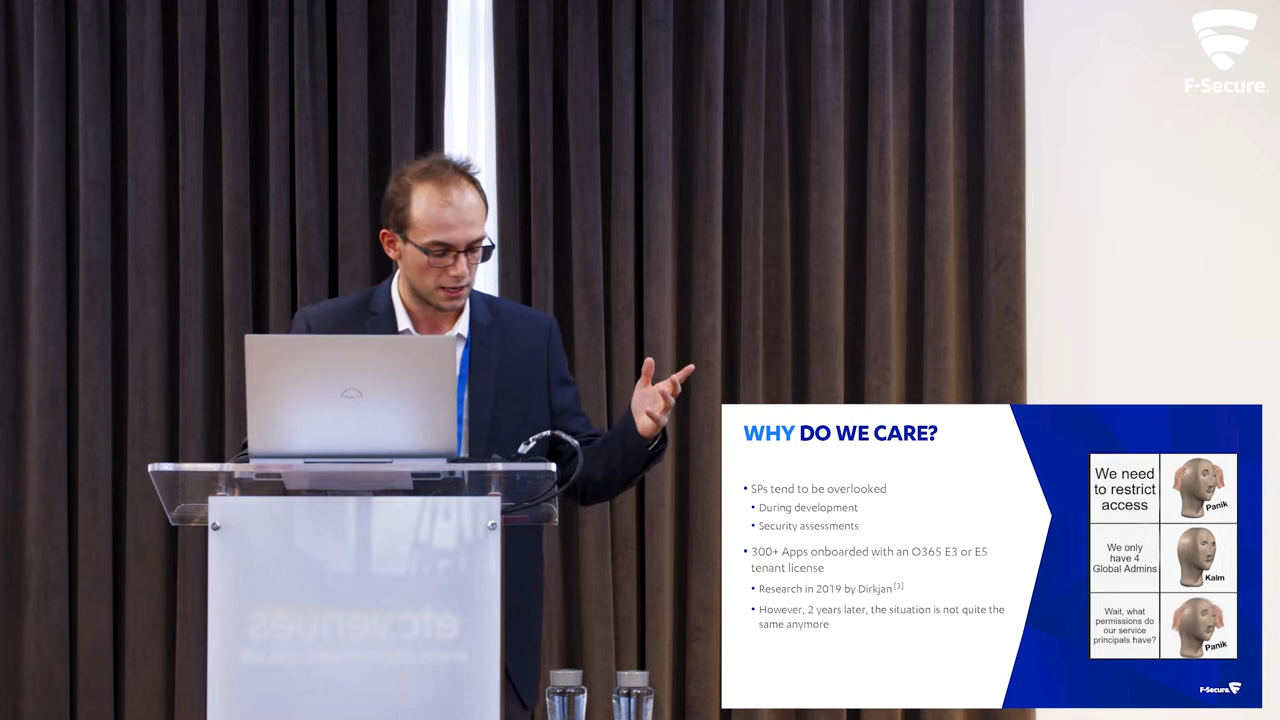 F-Secure.
WHY DO WE CARE?
• SPs tend to be overlooked
• During development
• Security assessments
• 300+ Apps onboarded with an O365 E3 or E5
tenant license
• Research in 2019 by Dirkjan [3]
• However, 2 years later, the situation is not quite the
same anymore
We need
to restrict
access
Panik
We only
have 4
Global Admins
Kalm
Wait, what
permissions do
our service
principals have?
Panik
F-Secure.